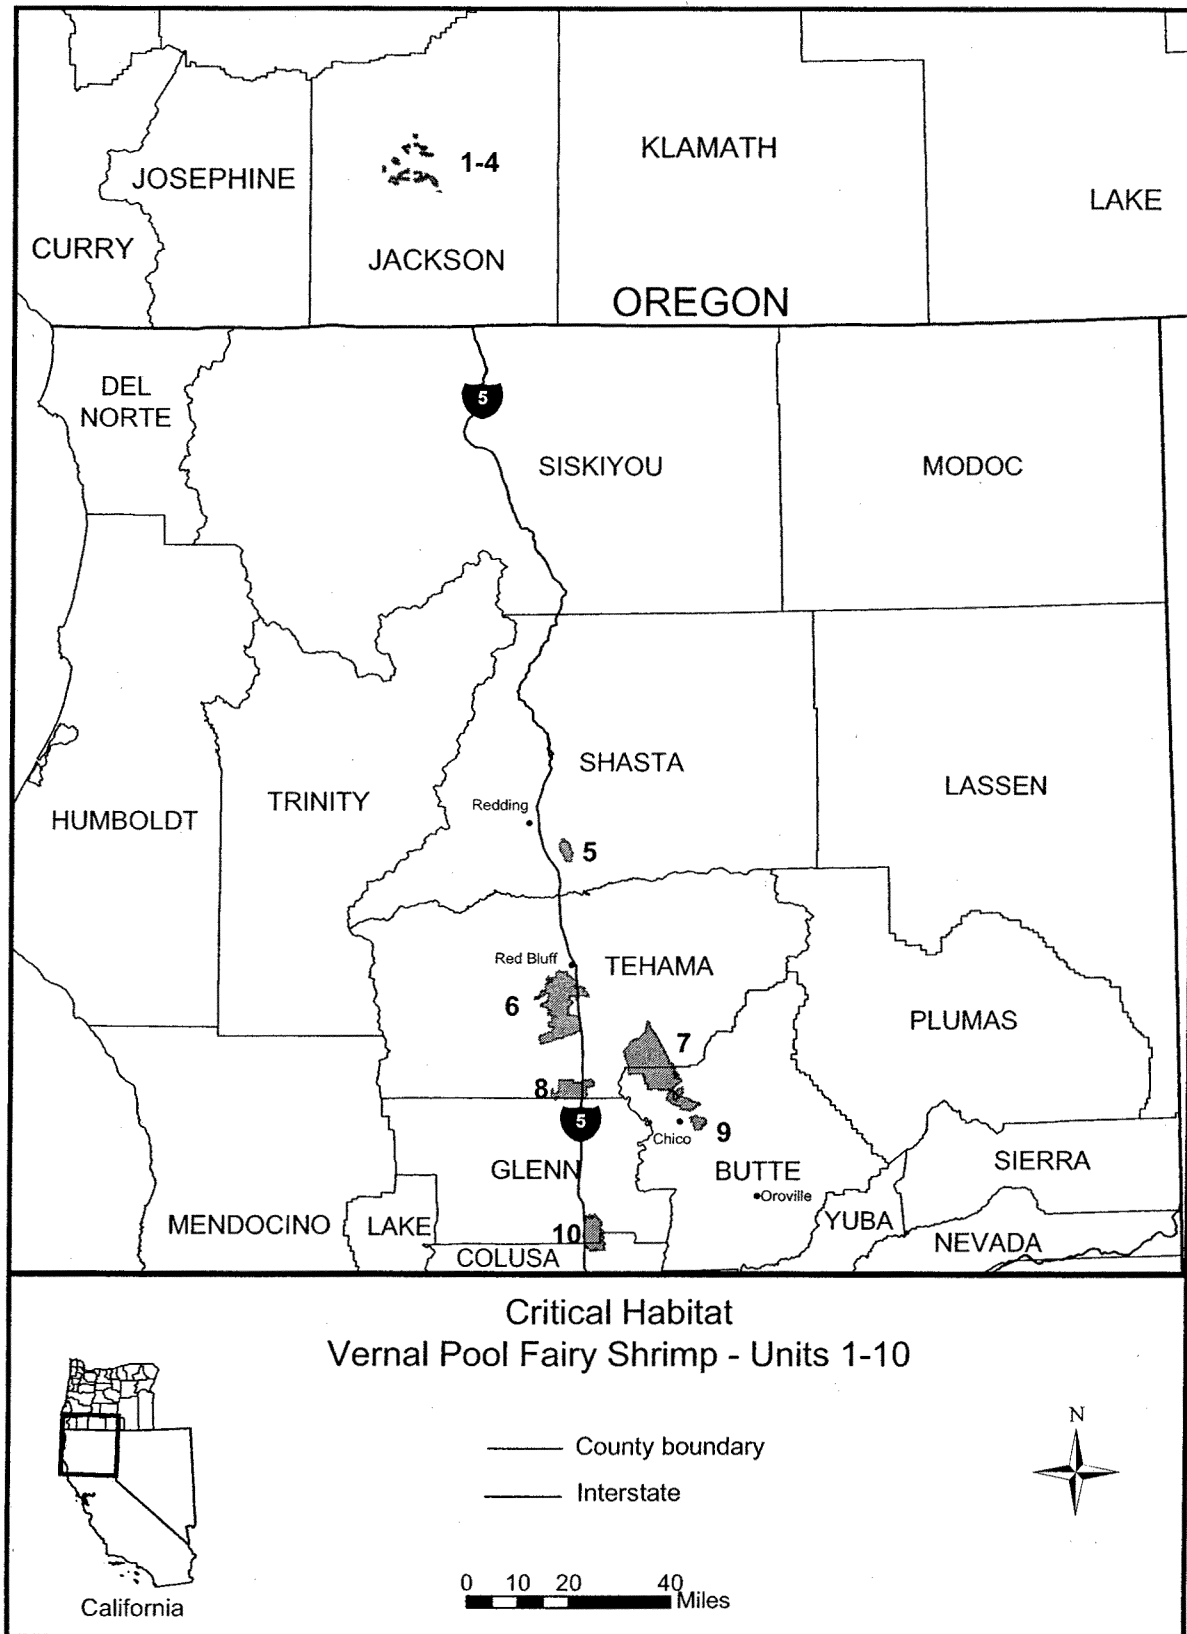 KLAMATH
1-4
JOSEPHINE
LAKE
CURRY
JACKSON
OREGON
DEL
NORTE
5
SISKIYOU
MODOC
SHASTA
LASSEN
TRINITY
Redding
HUMBOLDT
5
Red Bluff
TEHAMA
6
PLUMAS
7
8
5
Chico
9
GLENN
BUTTE
SIERRA
Oroville
MENDOCINO
LAKE
YUBA
10
NEVADA
COLUSA
Critical Habitat
Vernal Pool Fairy Shrimp - Units 1-10
N
County boundary
Interstate
0 10 20 40
Miles
California